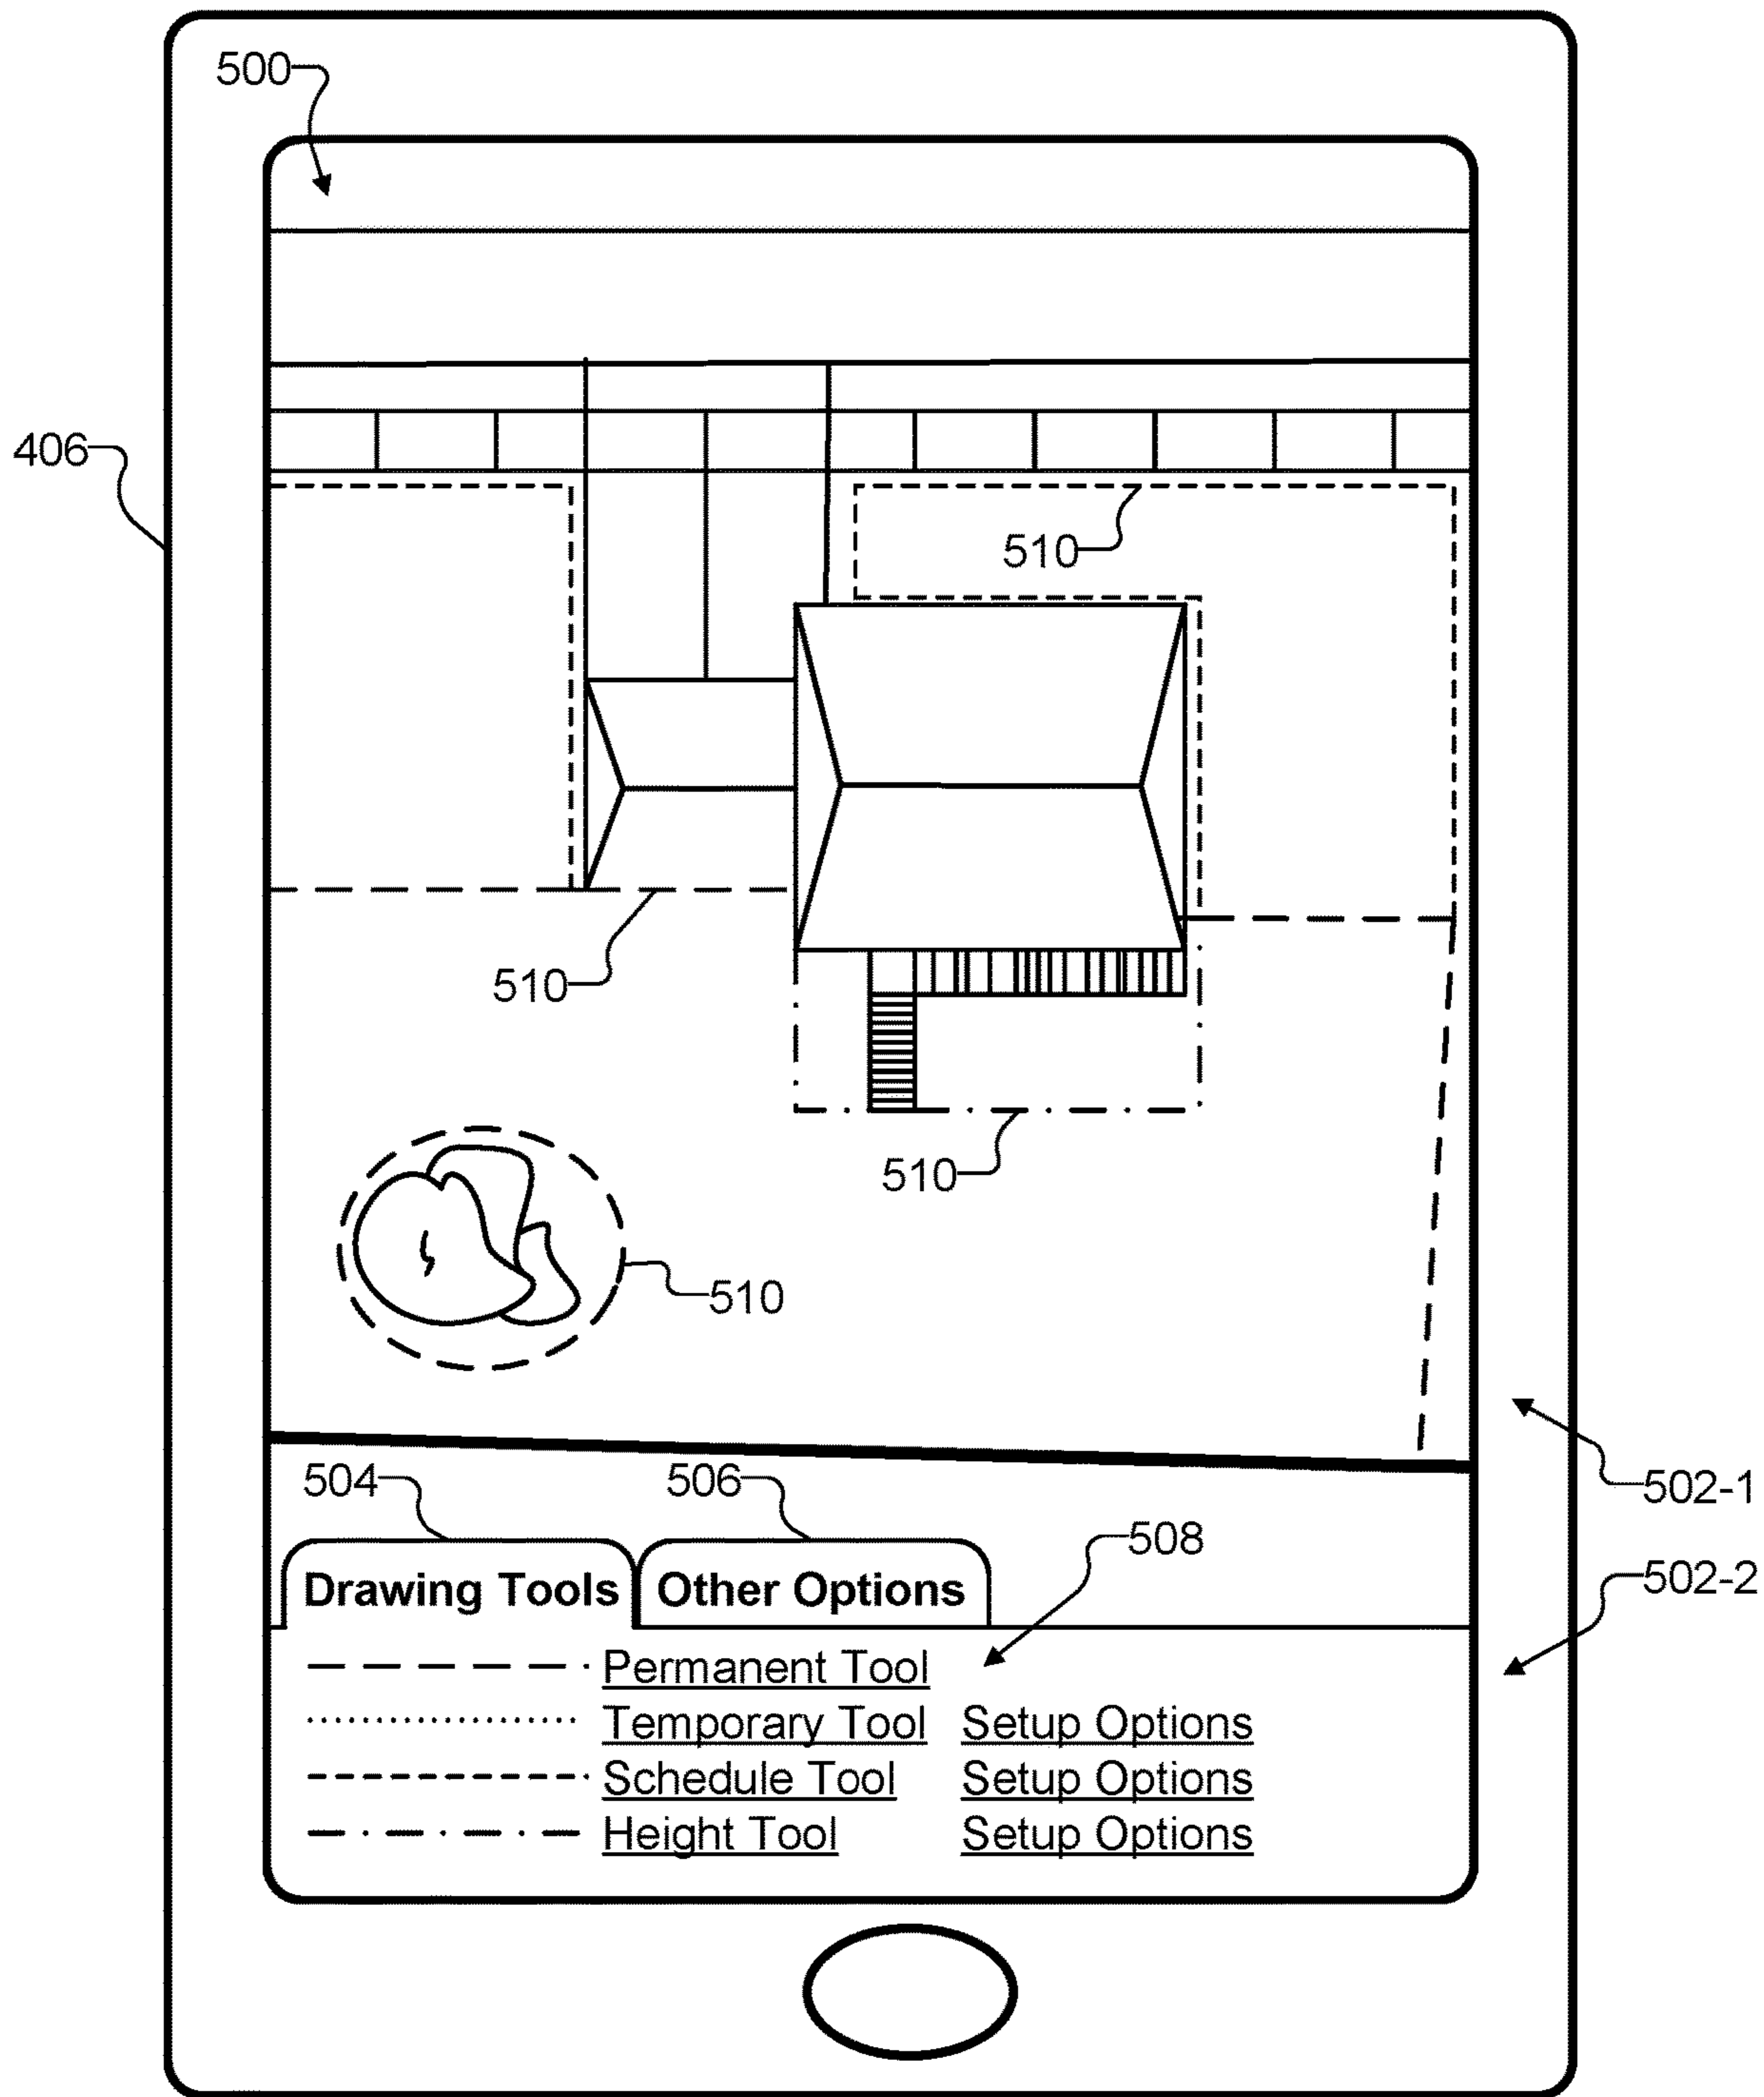 500
406
510
510
510
510
502-1
504 506
508
502-2
Drawing Tools Other Options
Permanent Tool
Temporary Tool Setup Options
Schedule Tool Setup Options
Height Tool Setup Options